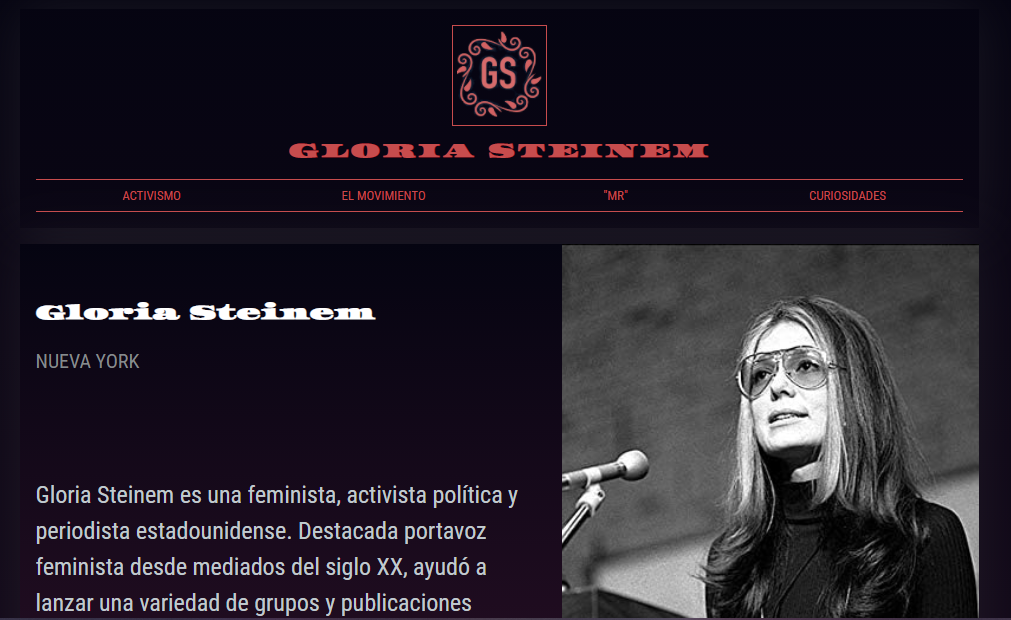 GS
GLORIA STEINEM
ACTIVISMO EL MOVIMIENTO "MR" CURIOSIDADES
Gloria Steinem
NUEVA YORK
Gloria Steinem es una feminista, activista política y
periodista estadounidense. Destacada portavoz
feminista desde mediados del siglo XX, ayudó a
lanzar una variedad de grupos y publicaciones